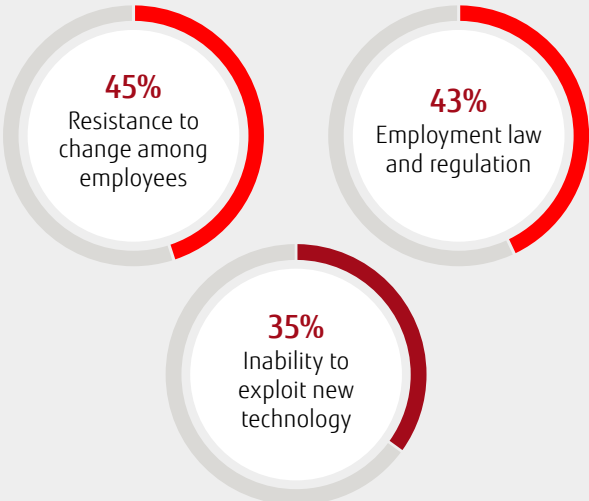 45%
Resistance to
change among
employees
43%
Employment law
and regulation
35%
Inability to
exploit new
technology